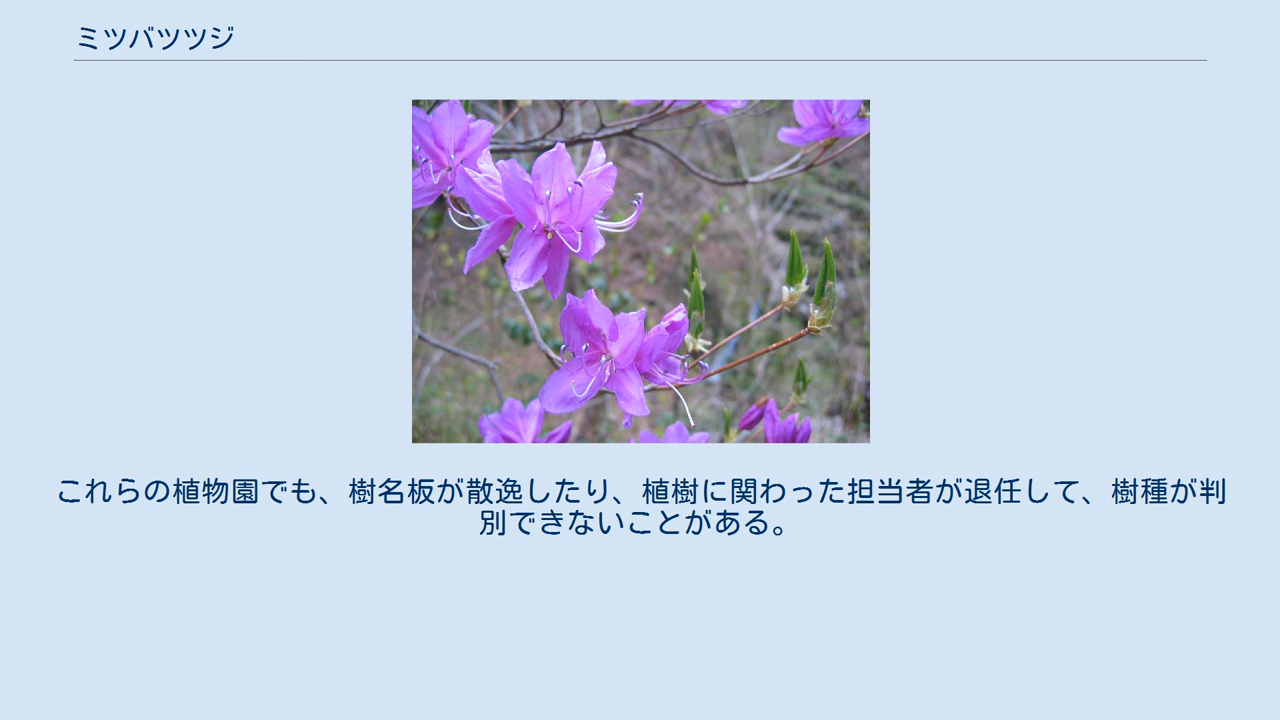 ミツバツツジ
これらの植物園でも、樹名板が散逸したり、植樹に関わった担当者が退任して、樹種が判
別できないことがある。